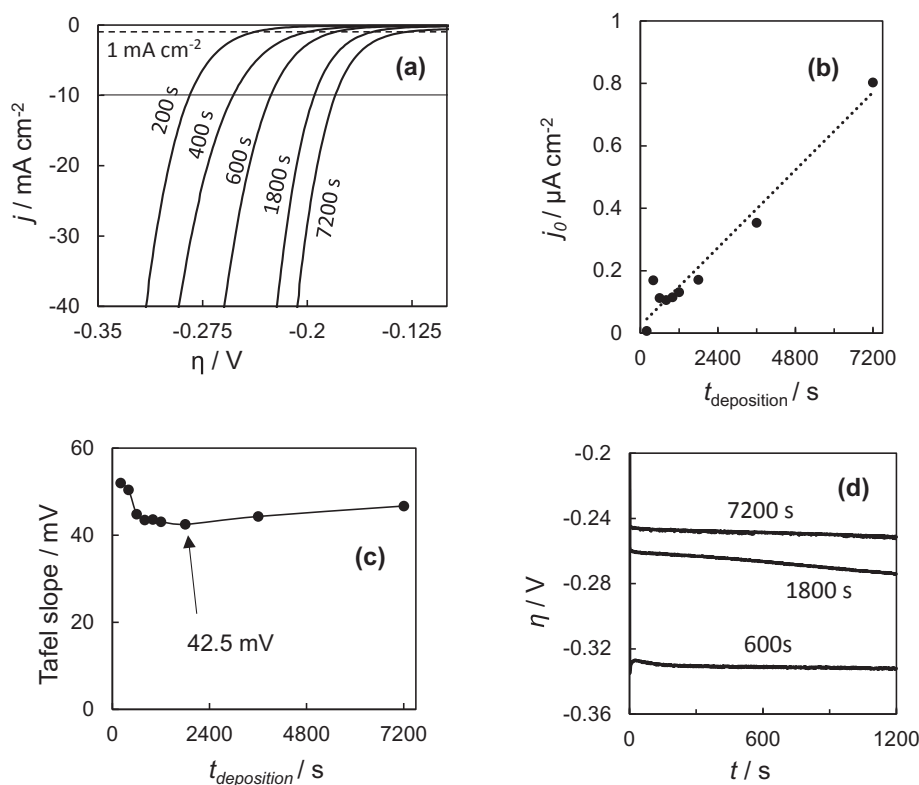 0
-10
-20
-30
-40
j / mA cm⁻²
1 mA cm⁻²
(a)
200 s
400 s
600 s
1800 s
7200 s
-0.35
-0.275
-0.2
-0.125
η / V
1
0.8
0.6
0.4
0.2
0
j₀ / μA cm⁻²
(b)
0
2400
4800
7200
t_deposition / s
60
40
20
0
Tafel slope / mV
(c)
42.5 mV
0
2400
4800
7200
t_deposition / s
-0.2
-0.24
-0.28
-0.32
-0.36
η / V
(d)
7200 s
1800 s
600s
0
600
1200
t / s